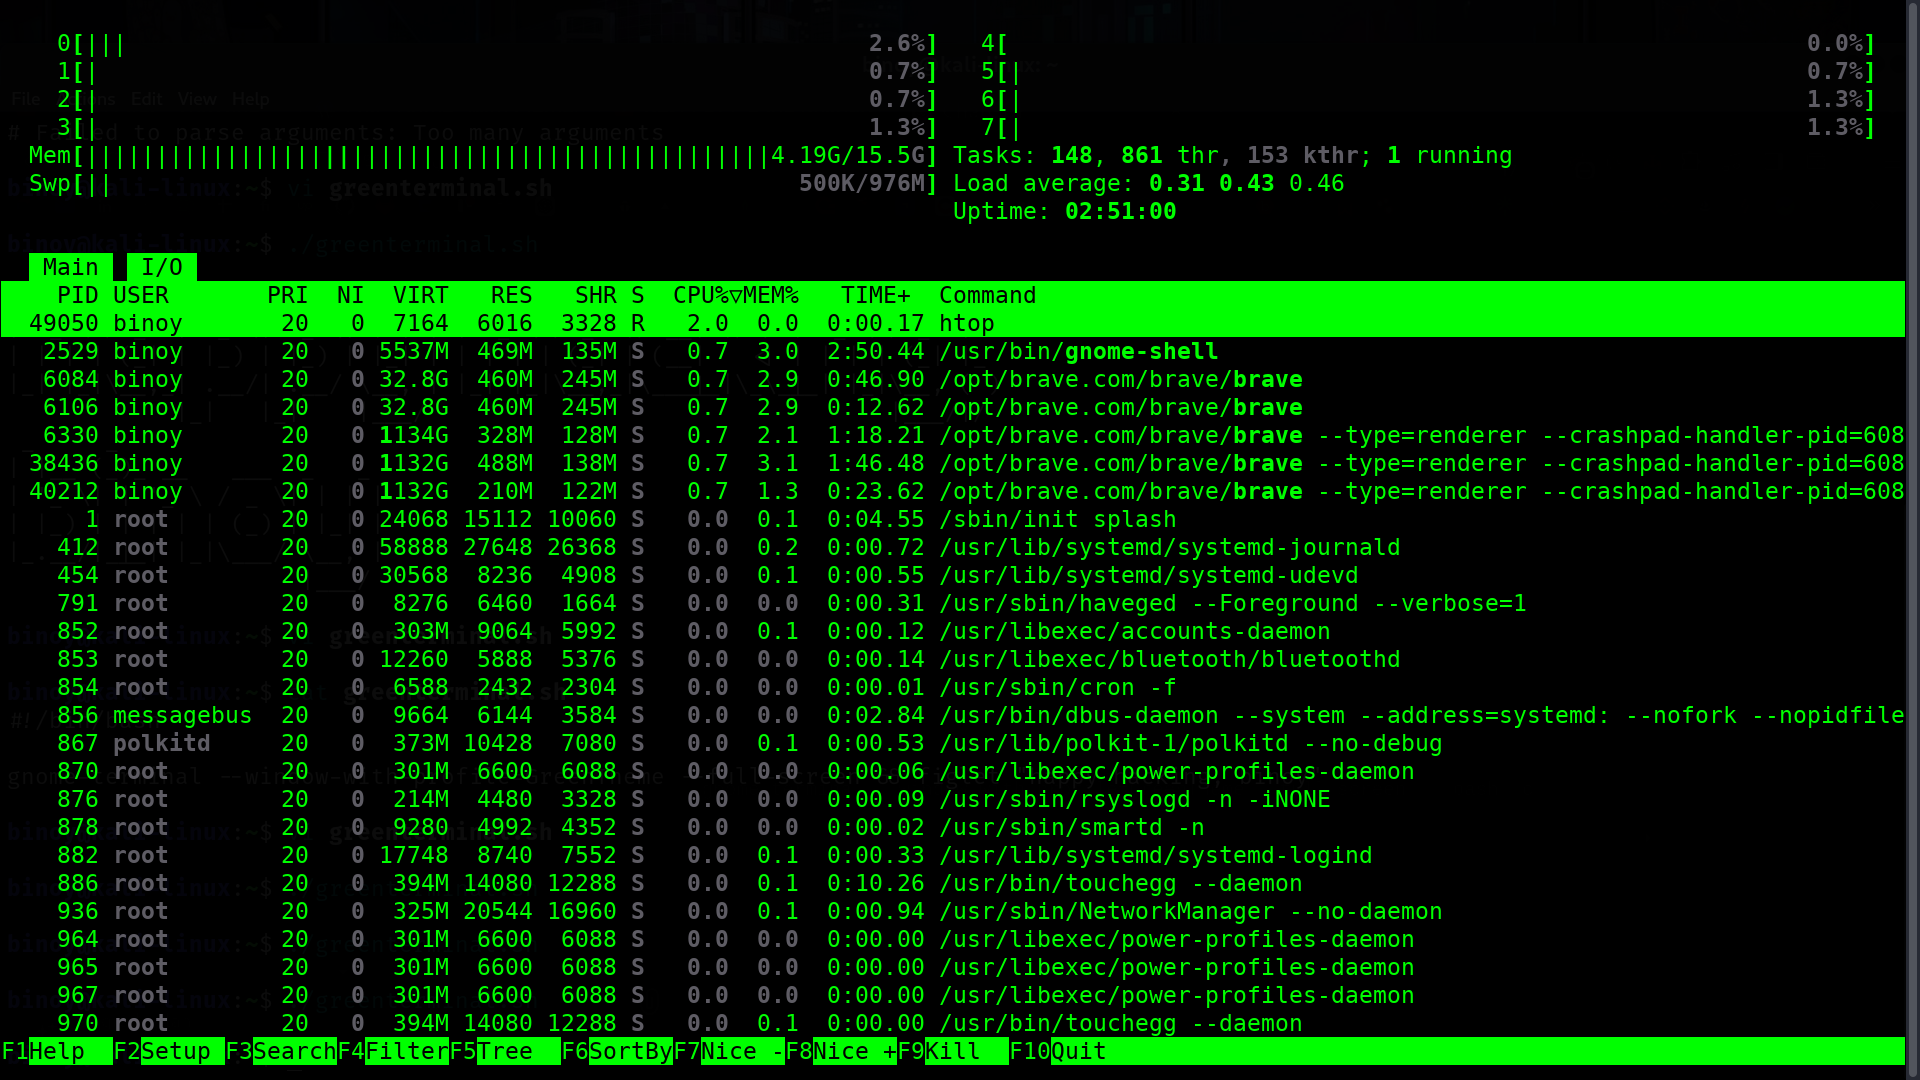 0[||| 2.6%] 4[ 0.0%]
1[| 0.7%] 5[| 0.7%]
2[| 0.7%] 6[| 1.3%]
3[| 1.3%] 7[| 1.3%]
Mem[|||||||||||||||||||||||||||||||||||||||||||||||||4.19G/15.5G] Tasks: 148, 861 thr, 153 kthr; 1 running
Swp[|| 500K/976M] Load average: 0.31 0.43 0.46
Uptime: 02:51:00
File Edit View Help
# Failed to parse arguments: Too many arguments
vi greenterminal.sh
binoy@kali-linux:~$ ./greenterminal.sh
Main I/O
PID USER PRI NI VIRT RES SHR S CPU%▽MEM% TIME+ Command
49050 binoy 20 0 7164 6016 3328 R 2.0 0.0 0:00.17 htop
2529 binoy 20 0 5537M 469M 135M S 0.7 3.0 2:50.44 /usr/bin/gnome-shell
6084 binoy 20 0 32.8G 460M 245M S 0.7 2.9 0:46.90 /opt/brave.com/brave/brave
6106 binoy 20 0 32.8G 460M 245M S 0.7 2.9 0:12.62 /opt/brave.com/brave/brave
6330 binoy 20 0 1134G 328M 128M S 0.7 2.1 1:18.21 /opt/brave.com/brave/brave --type=renderer --crashpad-handler-pid=608
38436 binoy 20 0 1132G 488M 138M S 0.7 3.1 1:46.48 /opt/brave.com/brave/brave --type=renderer --crashpad-handler-pid=608
40212 binoy 20 0 1132G 210M 122M S 0.7 1.3 0:23.62 /opt/brave.com/brave/brave --type=renderer --crashpad-handler-pid=608
1 root 20 0 24068 15112 10060 S 0.0 0.1 0:04.55 /sbin/init splash
412 root 20 0 58888 27648 26368 S 0.0 0.2 0:00.72 /usr/lib/systemd/systemd-journald
454 root 20 0 30568 8236 4908 S 0.0 0.1 0:00.55 /usr/lib/systemd/systemd-udevd
791 root 20 0 8276 6460 1664 S 0.0 0.0 0:00.31 /usr/sbin/haveged --Foreground --verbose=1
852 root 20 0 303M 9064 5992 S 0.0 0.1 0:00.12 /usr/libexec/accounts-daemon
853 root 20 0 12260 5888 5376 S 0.0 0.0 0:00.14 /usr/libexec/bluetooth/bluetoothd
854 root 20 0 6588 2432 2304 S 0.0 0.0 0:00.01 /usr/sbin/cron -f
856 messagebus 20 0 9664 6144 3584 S 0.0 0.0 0:02.84 /usr/bin/dbus-daemon --system --address=systemd: --nofork --nopidfile
867 polkitd 20 0 373M 10428 7080 S 0.0 0.1 0:00.53 /usr/lib/polkit-1/polkitd --no-debug
870 root 20 0 301M 6600 6088 S 0.0 0.0 0:00.06 /usr/libexec/power-profiles-daemon
876 root 20 0 214M 4480 3328 S 0.0 0.0 0:00.09 /usr/sbin/rsyslogd -n -iNONE
878 root 20 0 9280 4992 4352 S 0.0 0.0 0:00.02 /usr/sbin/smartd -n
882 root 20 0 17748 8740 7552 S 0.0 0.1 0:00.33 /usr/lib/systemd/systemd-logind
886 root 20 0 394M 14080 12288 S 0.0 0.1 0:10.26 /usr/bin/touchegg --daemon
936 root 20 0 325M 20544 16960 S 0.0 0.1 0:00.94 /usr/sbin/NetworkManager --no-daemon
964 root 20 0 301M 6600 6088 S 0.0 0.0 0:00.00 /usr/libexec/power-profiles-daemon
965 root 20 0 301M 6600 6088 S 0.0 0.0 0:00.00 /usr/libexec/power-profiles-daemon
967 root 20 0 301M 6600 6088 S 0.0 0.0 0:00.00 /usr/libexec/power-profiles-daemon
970 root 20 0 394M 14080 12288 S 0.0 0.1 0:00.00 /usr/bin/touchegg --daemon
F1Help F2Setup F3SearchF4FilterF5Tree F6SortByF7Nice -F8Nice +F9Kill F10Quit